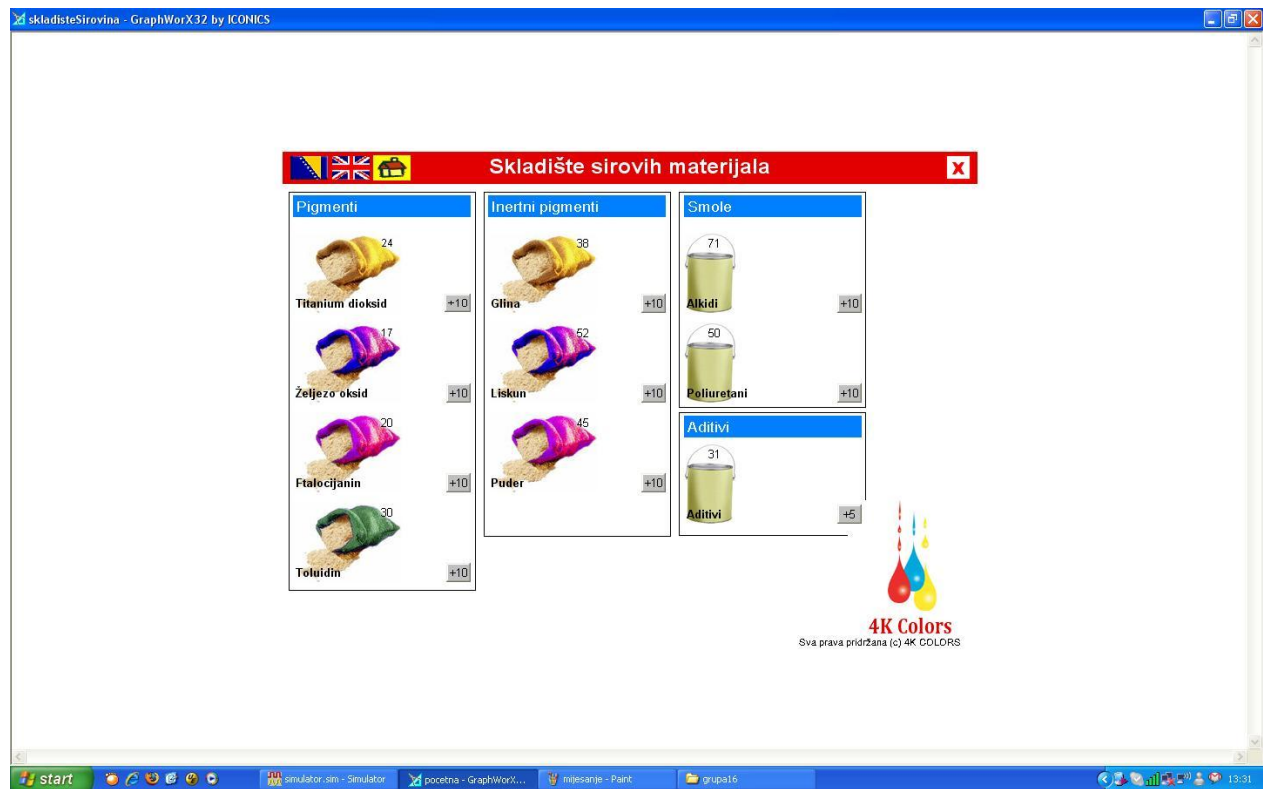 skladisteSirovina - GraphWorX32 by ICONICS
Skladište sirovih materijala
X
Pigmenti
24
Titanium dioksid
+10
17
Željezo oksid
+10
20
Ftalocijanin
+10
30
Toluidin
+10
Inertni pigmenti
38
Glina
+10
52
Liskun
+10
45
Puder
+10
Smole
71
Alkidi
+10
50
Poliuretani
+10
Aditivi
31
Aditivi
+5
4K Colors
Sva prava pridržana (c) 4K COLORS
start
simulator.sim - Simulator
pocetna - GraphWorX...
mijesanje - Paint
grupa16
13:31